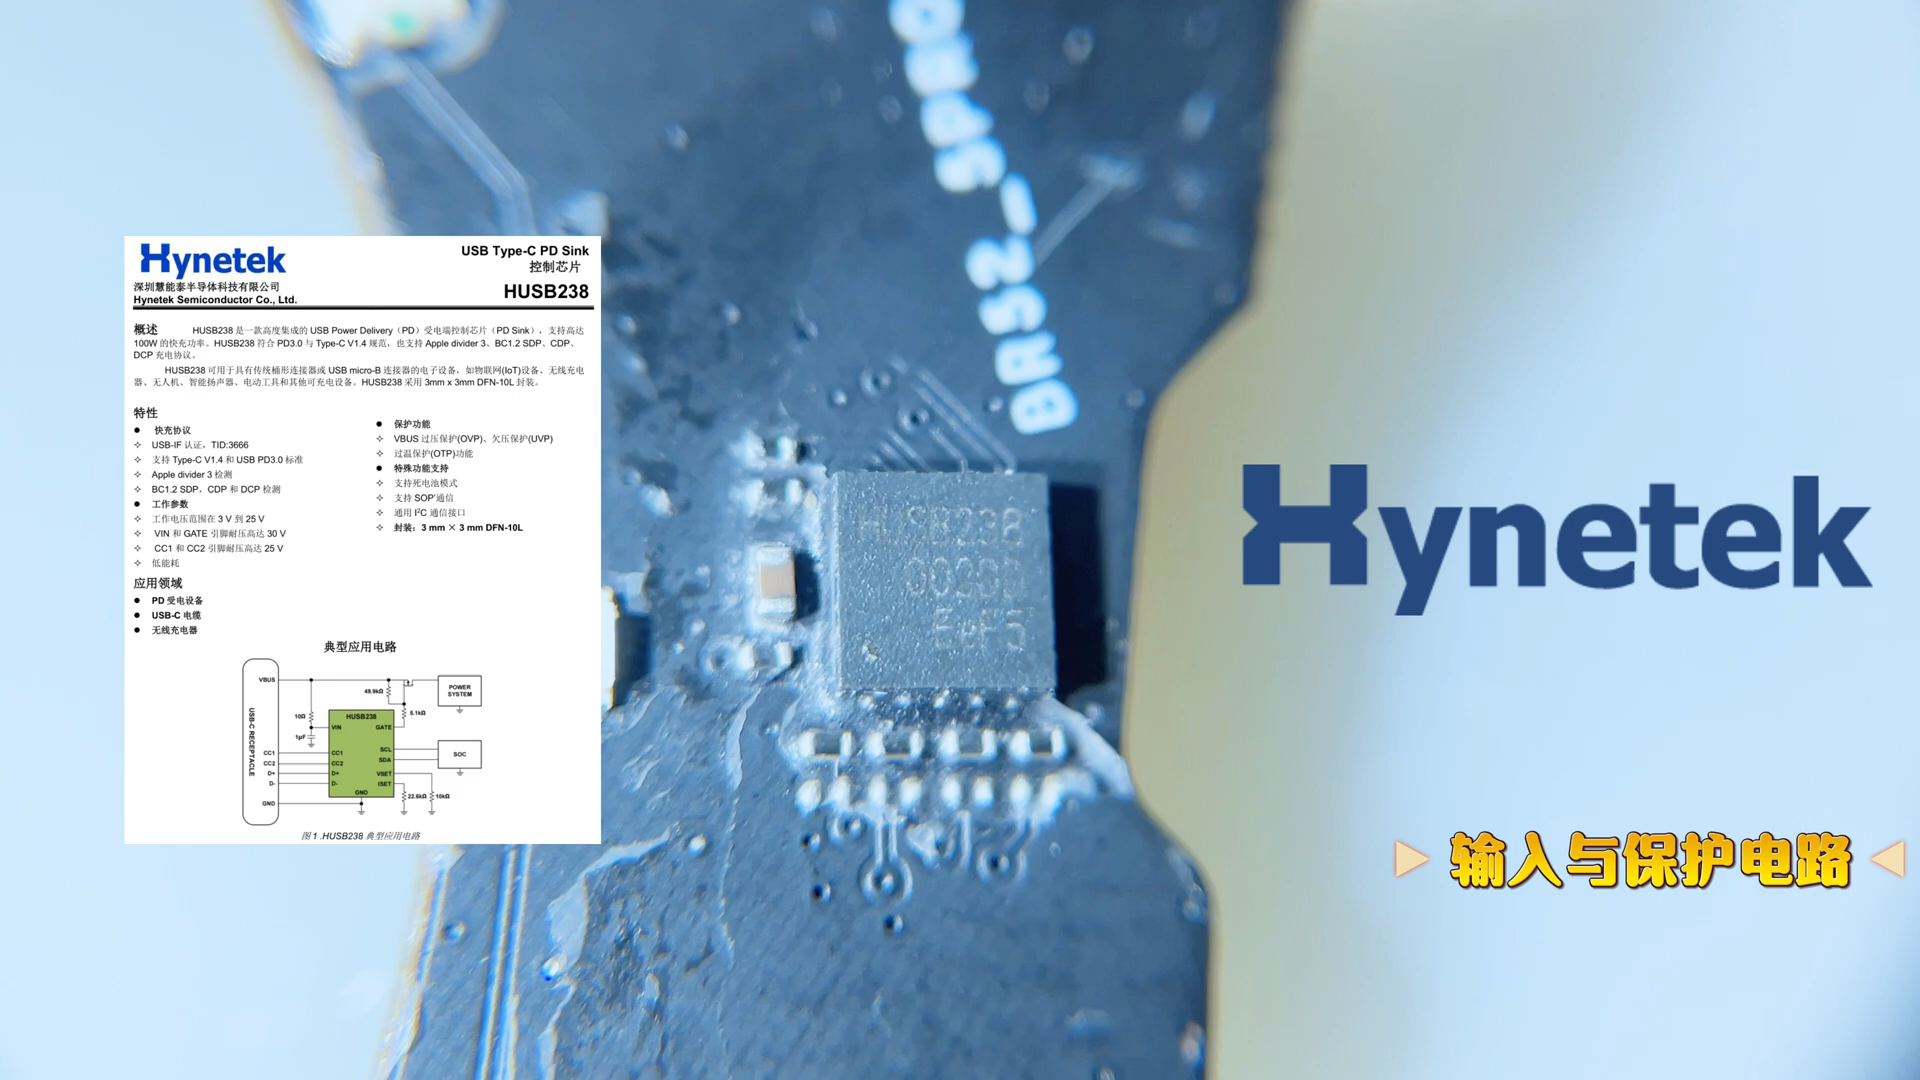 Hynetek
深圳慧能泰半导体科技有限公司
Hynetek Semiconductor Co., Ltd.
USB Type-C PD Sink
控制芯片
HUSB238
概述
HUSB238 是一款高度集成的 USB Power Delivery（PD）受电端控制芯片（PD Sink），支持高达
100W 的快充功率。HUSB238 符合 PD3.0 与 Type-C V1.4 规范，也支持 Apple divider 3、BC1.2 SDP、CDP、
DCP 充电协议。
HUSB238 可用于具有传统桶形连接器或 USB micro-B 连接器的电子设备，如物联网(IoT)设备、无线充电
器、无人机、智能扬声器、电动工具和其他可充电设备。HUSB238 采用 3mm x 3mm DFN-10L 封装。
特性
● 快充协议
✧ USB-IF 认证，TID:3666
✧ 支持 Type-C V1.4 和 USB PD3.0 标准
✧ Apple divider 3 检测
✧ BC1.2 SDP，CDP 和 DCP 检测
● 工作参数
✧ 工作电压范围在 3 V 到 25 V
✧ VIN 和 GATE 引脚耐压高达 30 V
✧ CC1 和 CC2 引脚耐压高达 25 V
✧ 低能耗
● 保护功能
✧ VBUS 过压保护(OVP)、欠压保护(UVP)
✧ 过温保护(OTP)功能
● 特殊功能支持
✧ 支持死电池模式
✧ 支持 SOP'通信
✧ 通用 I²C 通信接口
✧ 封装：3 mm × 3 mm DFN-10L
应用领域
● PD 受电设备
● USB-C 电缆
● 无线充电器
典型应用电路
USB-C RECEPTACLE
VBUS
CC1
CC2
D+
D-
GND
10Ω
1μF
49.9kΩ
5.1kΩ
HUSB238
VIN
GATE
CC1
CC2
D+
D-
SCL
SDA
VSET
ISET
GND
22.6kΩ
10kΩ
POWER
SYSTEM
SOC
图 1 .HUSB238 典型应用电路
HUSB238
Hynetek
输入与保护电路